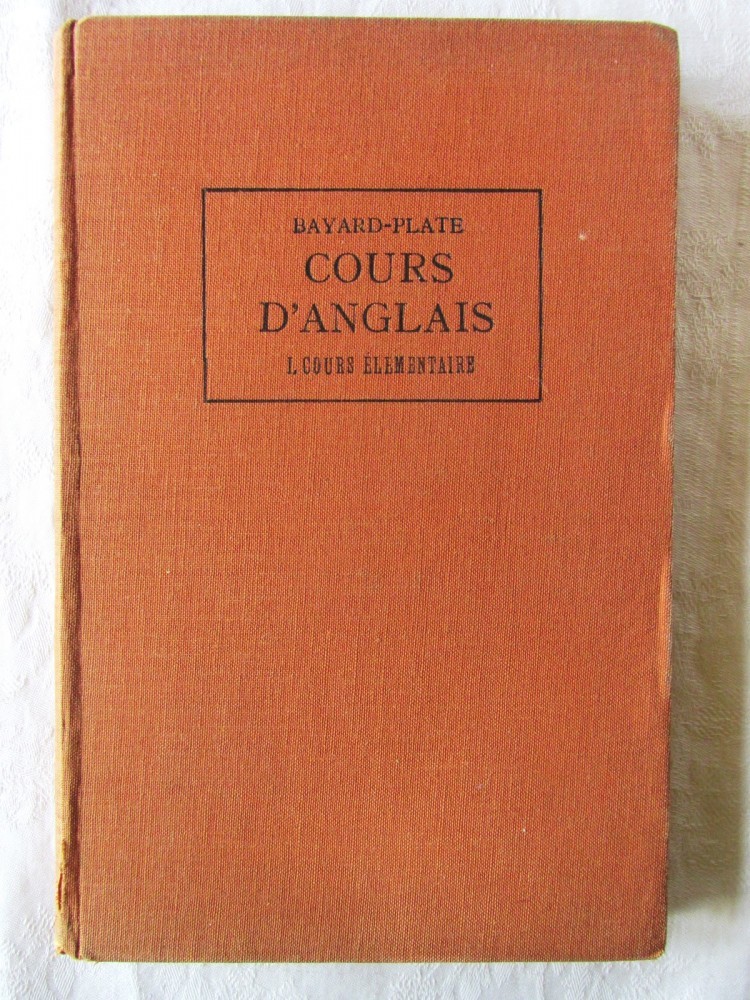 BAYARD-PLATE
COURS
D'ANGLAIS
I. COURS ÉLÉMENTAIRE